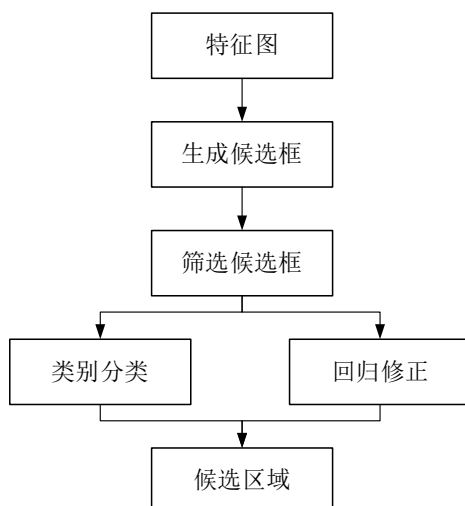 特征图
生成候选框
筛选候选框
类别分类
回归修正
候选区域